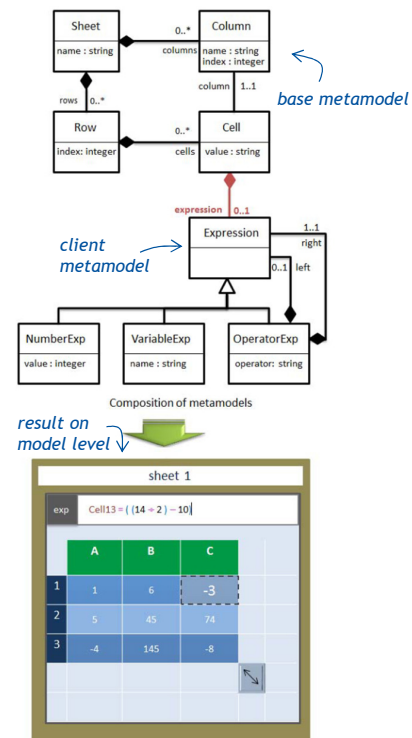 Sheet
name : string
0..*
columns
Column
name : string
index : integer
base metamodel
rows 0..*
column 1..1
Row
index: integer
0..*
cells
Cell
value : string
expression 0..1
client
metamodel
Expression
1..1
right
0..1 left
NumberExp
value : integer
VariableExp
name : string
OperatorExp
operator: string
Composition of metamodels
result on
model level
sheet 1
exp Cell13 = ( (14 ÷ 2 ) – 10)
A B C
1 1 6 -3
2 5 45 74
3 -4 145 -8